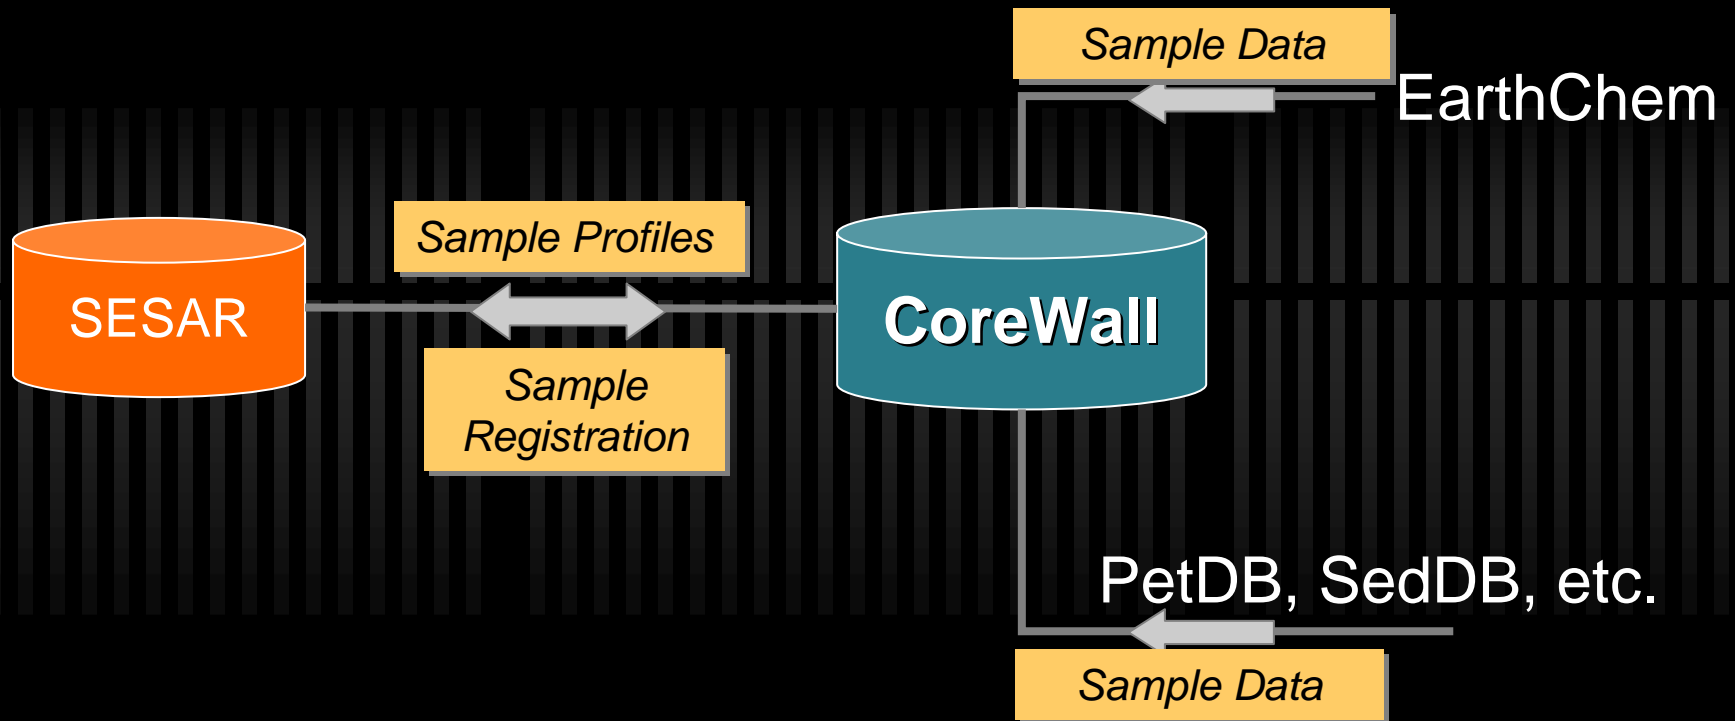 Sample Data
EarthChem
Sample Profiles
SESAR
CoreWall
Sample
Registration
PetDB, SedDB, etc.
Sample Data